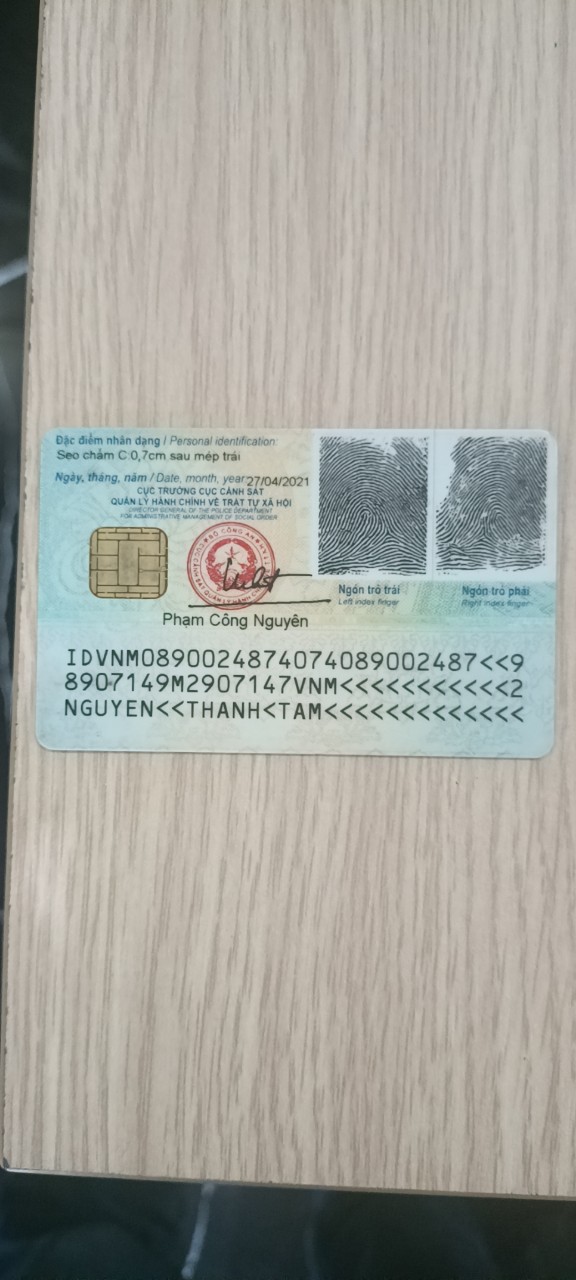 Đặc điểm nhân dạng / Personal identification:
Sẹo chấm C:0,7cm sau mép trái
Ngày, tháng, năm / Date, month, year: 27/04/2021
CỤC TRƯỞNG CỤC CẢNH SÁT
QUẢN LÝ HÀNH CHÍNH VỀ TRẬT TỰ XÃ HỘI
DIRECTOR GENERAL OF THE POLICE DEPARTMENT
FOR ADMINISTRATIVE MANAGEMENT OF SOCIAL ORDER
BỘ CÔNG AN
Phạm Công Nguyên
Ngón trỏ trái
Left index finger
Ngón trỏ phải
Right index finger
IDVNM0890024874074089002487<<9
8907149M2907147VNM<<<<<<<<<<<2
NGUYEN<<THANH<TAM<<<<<<<<<<<<<